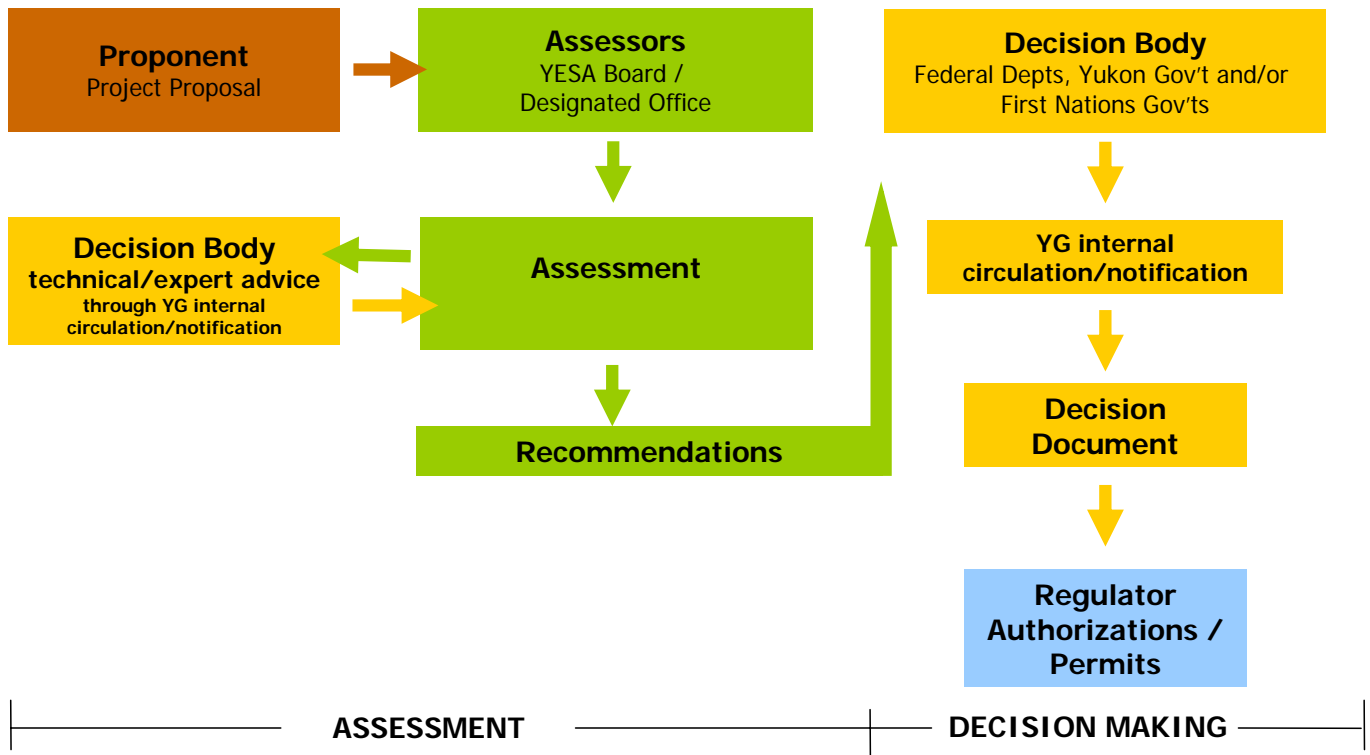 Proponent
Project Proposal
Assessors
YESA Board /
Designated Office
Decision Body
Federal Depts, Yukon Gov't and/or
First Nations Gov'ts
Decision Body
technical/expert advice
through YG internal
circulation/notification
Assessment
YG internal
circulation/notification
Recommendations
Decision
Document
Regulator
Authorizations /
Permits
ASSESSMENT
DECISION MAKING